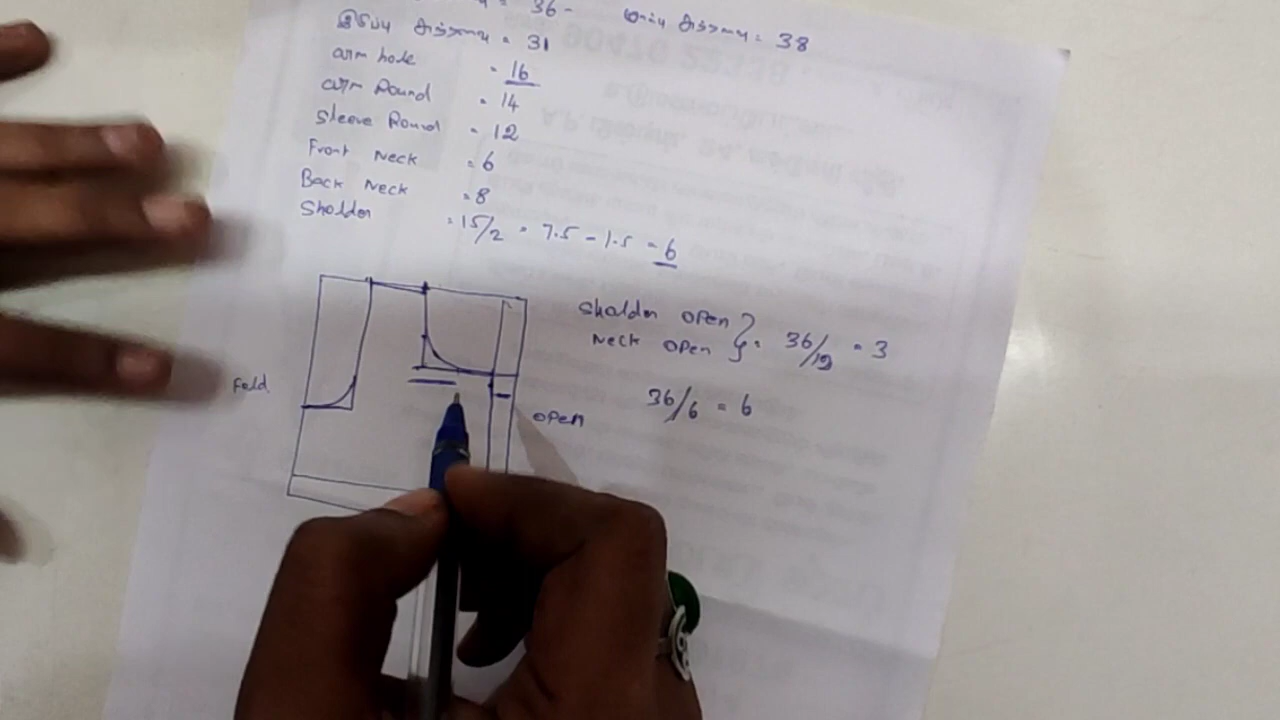 = 36 - சுற்றளவு = 38
இடுப்பு சுற்றளவு = 31
arm hole = 16
arm Round = 14
Sleeve Round = 12
Front Neck = 6
Back Neck = 8
Sholder = 15/2 = 7.5 - 1.5 = 6
Sholder open } = 36/12 = 3
Neck open
36/6 = 6
Fold
open